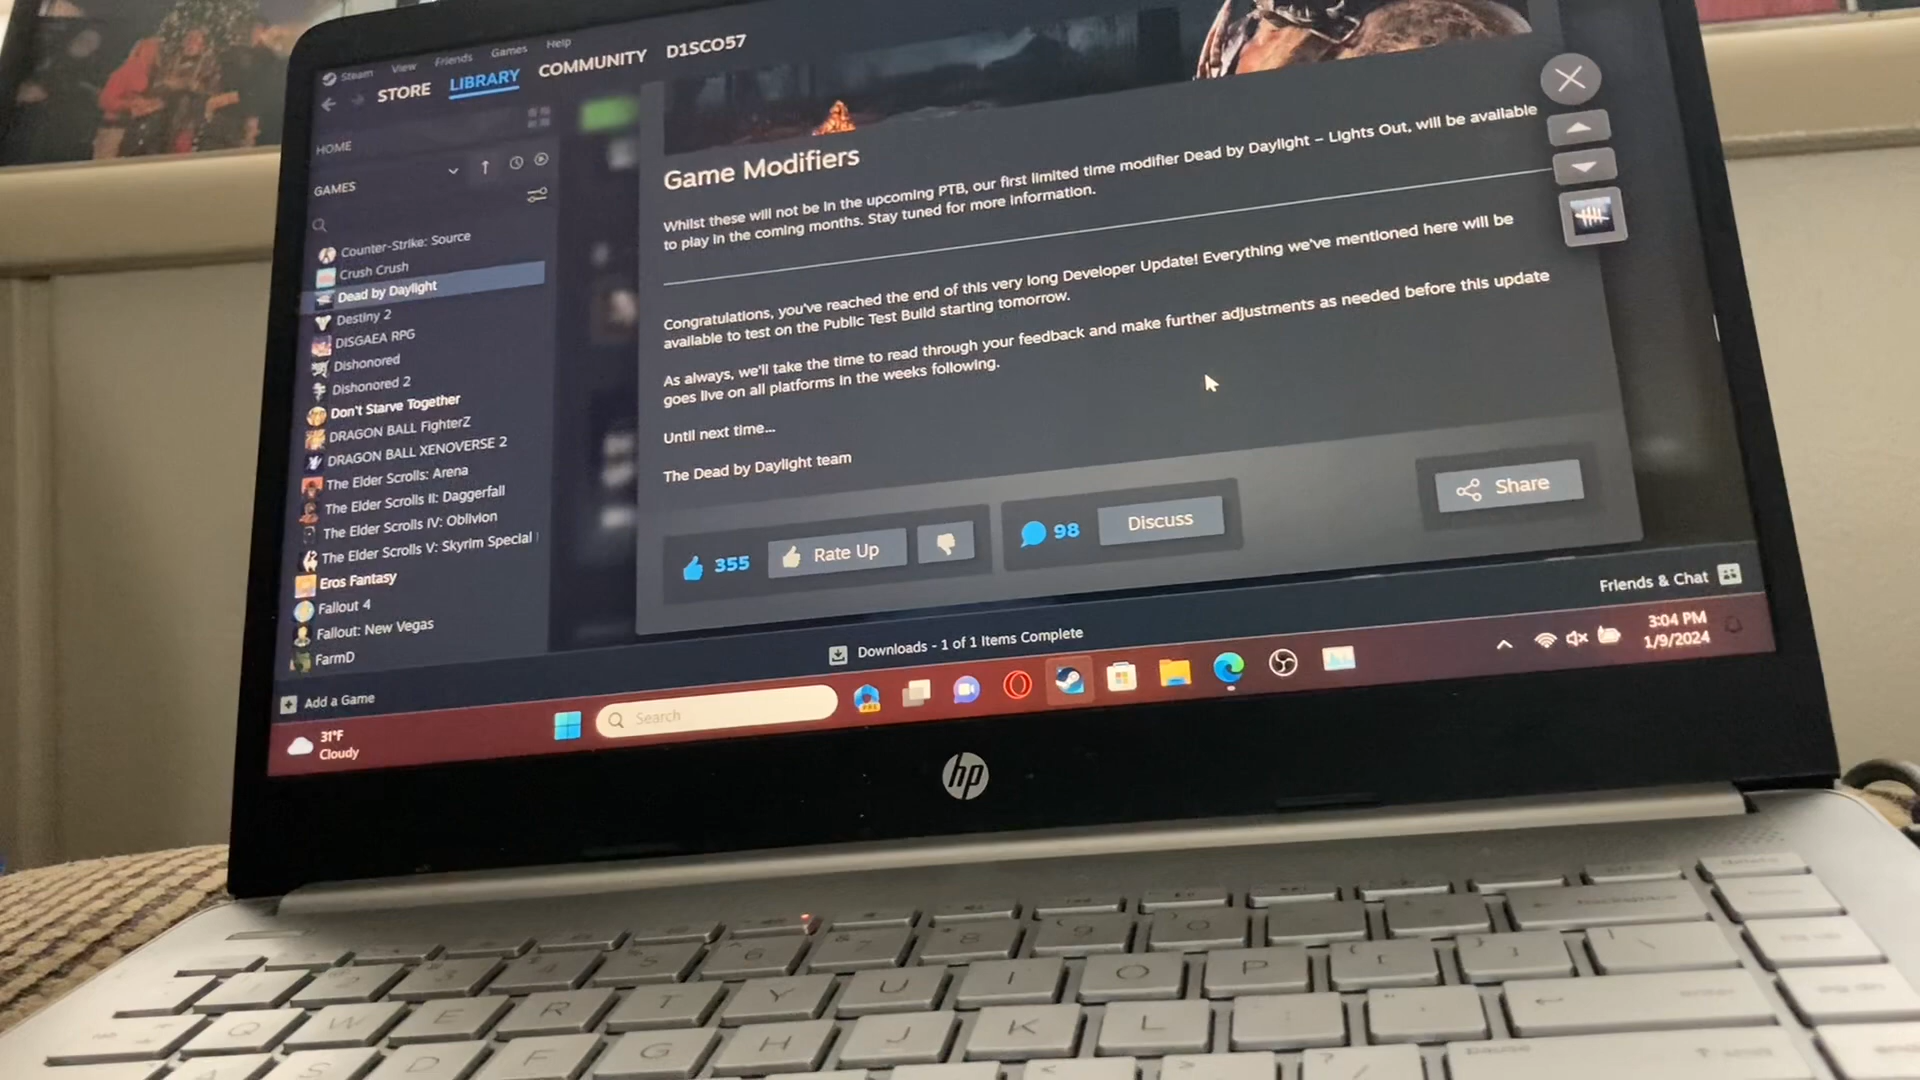 Steam View Friends Games Help
STORE LIBRARY COMMUNITY D1SCO57
HOME
GAMES
Counter-Strike: Source
Crush Crush
Dead by Daylight
Destiny 2
DISGAEA RPG
Dishonored
Dishonored 2
Don't Starve Together
DRAGON BALL FighterZ
DRAGON BALL XENOVERSE 2
The Elder Scrolls: Arena
The Elder Scrolls II: Daggerfall
The Elder Scrolls IV: Oblivion
The Elder Scrolls V: Skyrim Special
Eros Fantasy
Fallout 4
Fallout: New Vegas
FarmD
Add a Game
Game Modifiers
Whilst these will not be in the upcoming PTB, our first limited time modifier Dead by Daylight – Lights Out, will be available
to play in the coming months. Stay tuned for more information.
Congratulations, you've reached the end of this very long Developer Update! Everything we've mentioned here will be
available to test on the Public Test Build starting tomorrow.
As always, we'll take the time to read through your feedback and make further adjustments as needed before this update
goes live on all platforms in the weeks following.
Until next time...
The Dead by Daylight team
355 Rate Up
98 Discuss
Share
Friends & Chat
Downloads - 1 of 1 Items Complete
31°F
Cloudy
Search
PRE
3:04 PM
1/9/2024
hp
6 7 8 9 0
Q W E R T Y U I O P
A S D F G H J K L